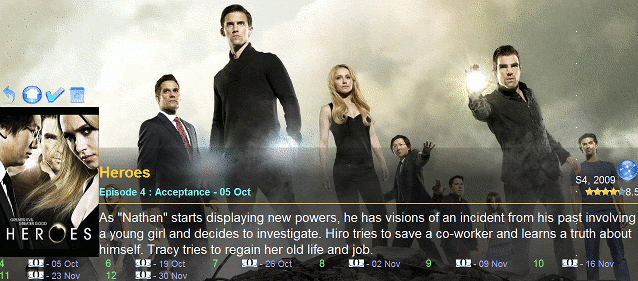 Heroes
Episode 4 : Acceptance - 05 Oct
S4, 2009
8.5
HEROES
As "Nathan" starts displaying new powers, he has visions of an incident from his past involving
a young girl and decides to investigate. Hiro tries to save a co-worker and learns a truth about
himself. Tracy tries to regain her old life and job.
4 - 05 Oct 6 - 19 Oct 7 - 26 Oct 8 - 02 Nov 9 - 09 Nov 10 - 16 Nov
11 - 23 Nov 12 - 30 Nov